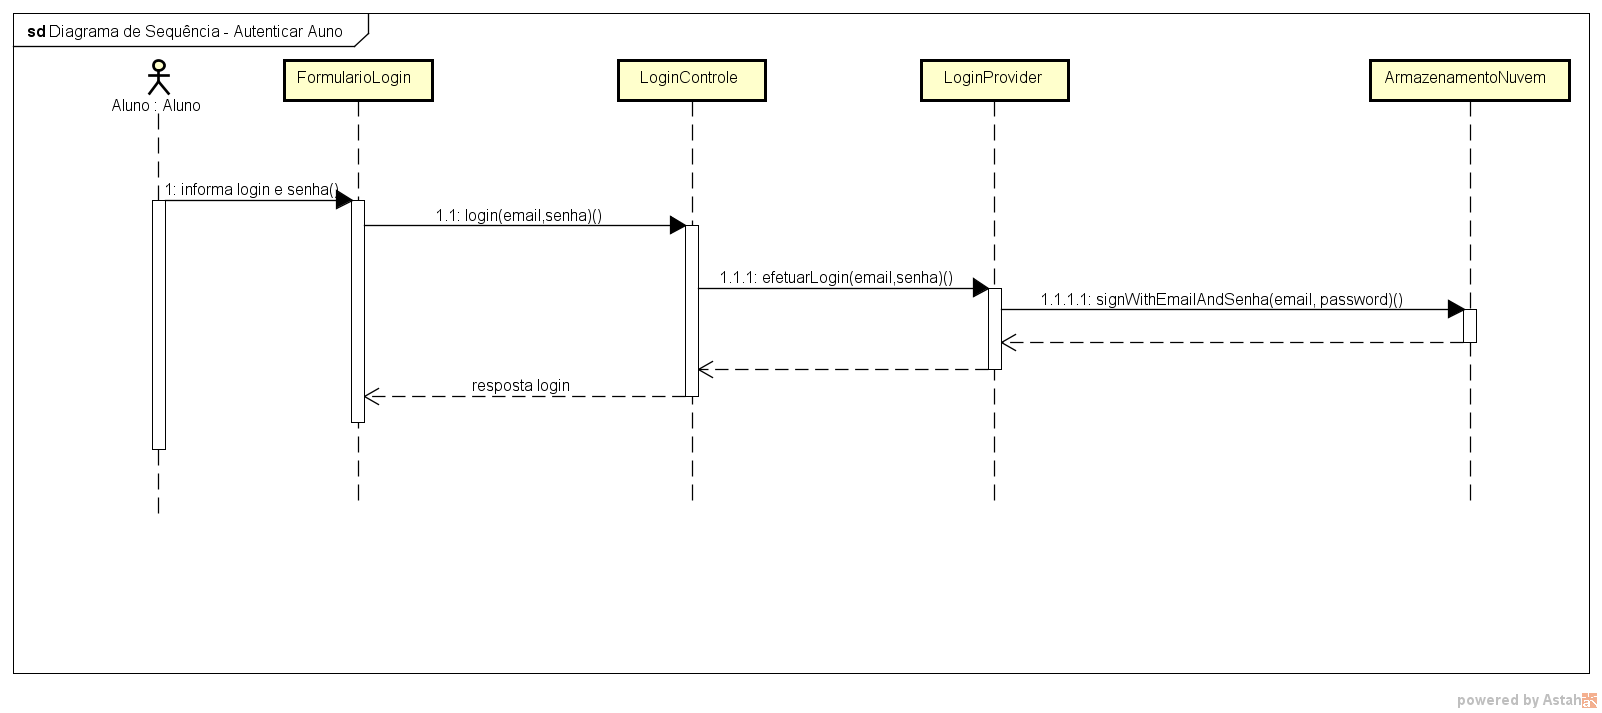 sd Diagrama de Sequência - Autenticar Auno
Aluno : Aluno
FormularioLogin
LoginControle
LoginProvider
ArmazenamentoNuvem
1: informa login e senha()
1.1: login(email,senha)()
1.1.1: efetuarLogin(email,senha)()
1.1.1.1: signWithEmailAndSenha(email, password)()
resposta login
powered by Astah